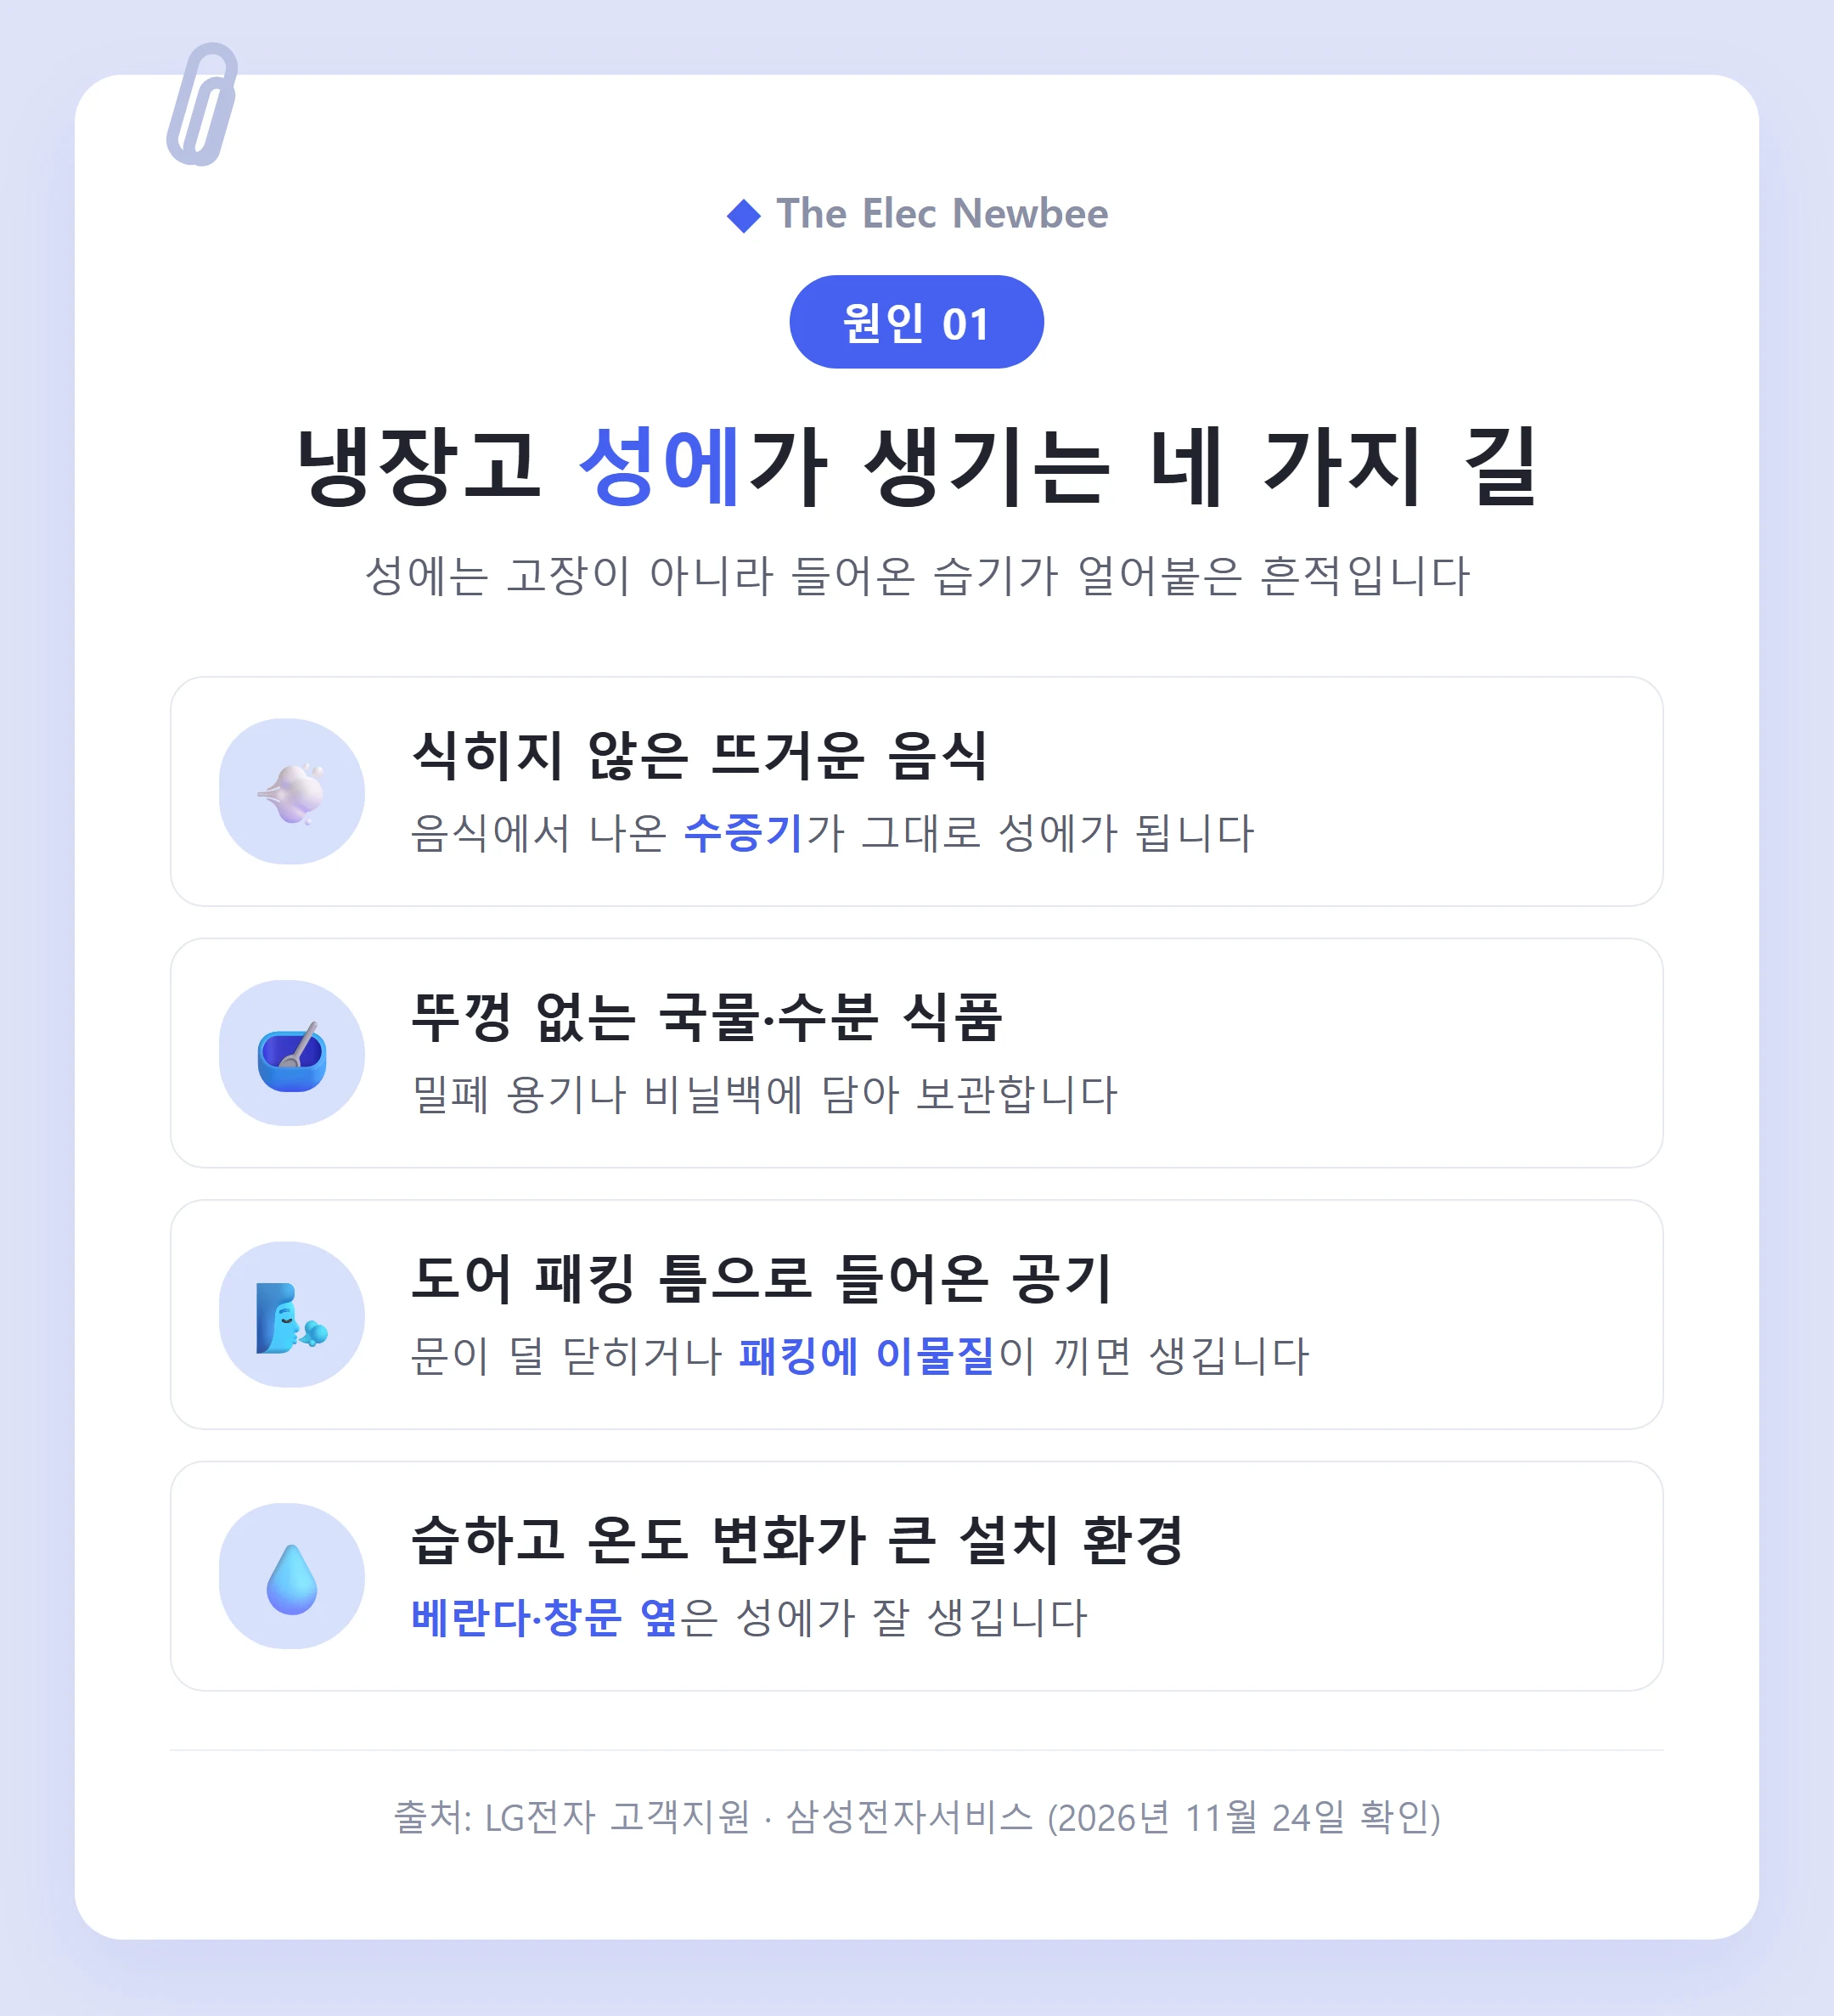 The Elec Newbee
원인 01
냉장고 성에가 생기는 네 가지 길
성에는 고장이 아니라 들어온 습기가 얼어붙은 흔적입니다
식히지 않은 뜨거운 음식
음식에서 나온 수증기가 그대로 성에가 됩니다
뚜껑 없는 국물·수분 식품
밀폐 용기나 비닐백에 담아 보관합니다
도어 패킹 틈으로 들어온 공기
문이 덜 닫히거나 패킹에 이물질이 끼면 생깁니다
습하고 온도 변화가 큰 설치 환경
베란다·창문 옆은 성에가 잘 생깁니다
출처: LG전자 고객지원 · 삼성전자서비스 (2026년 11월 24일 확인)